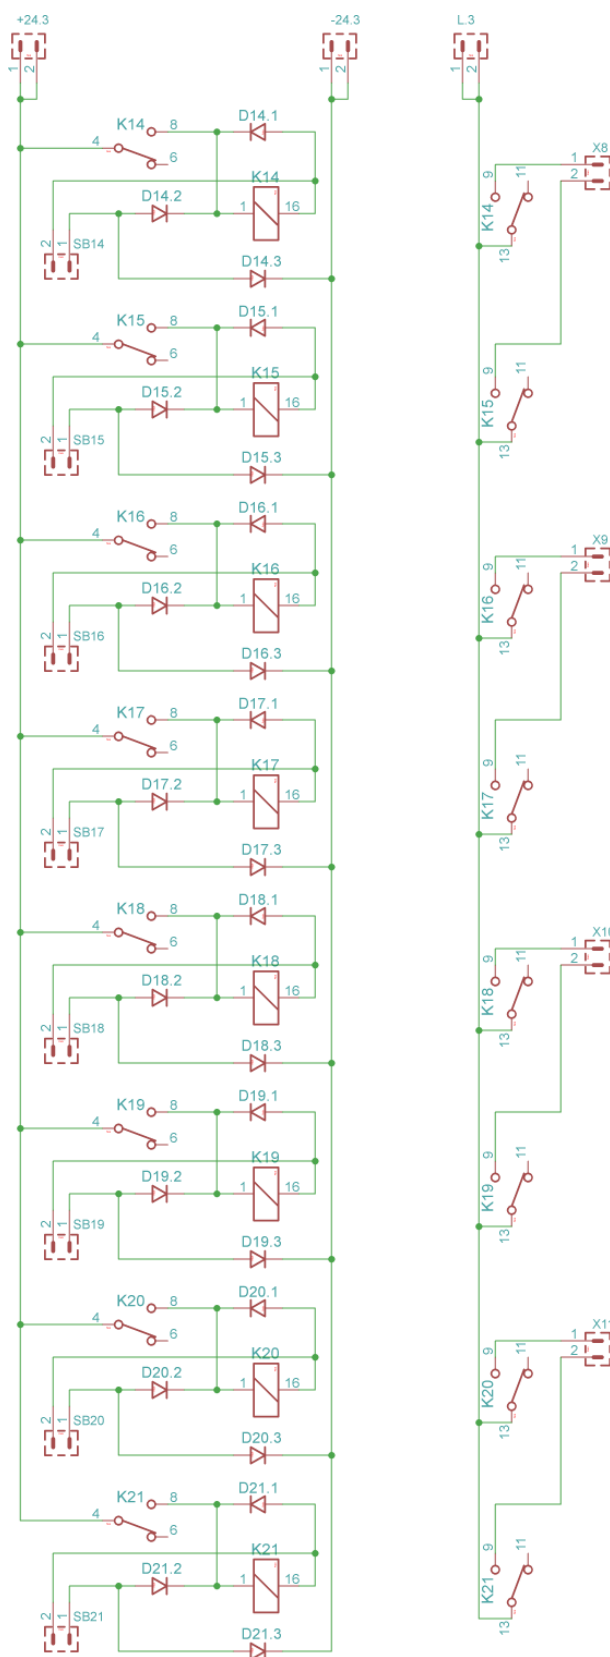 +24.3 -24.3 L.3
1 2 1 2 1 2
K14 8 D14.1 X8
4 6 9 11 1 2
D14.2 K14 K14
2 1 SB14 1 16 13
D14.3
K15 8 D15.1
4 6 9 11
D15.2 K15 K15
2 1 SB15 1 16 13
D15.3
K16 8 D16.1 X9
4 6 9 11 1 2
D16.2 K16 K16
2 1 SB16 1 16 13
D16.3
K17 8 D17.1
4 6 9 11
D17.2 K17 K17
2 1 SB17 1 16 13
D17.3
K18 8 D18.1 X10
4 6 9 11 1 2
D18.2 K18 K18
2 1 SB18 1 16 13
D18.3
K19 8 D19.1
4 6 9 11
D19.2 K19 K19
2 1 SB19 1 16 13
D19.3
K20 8 D20.1 X11
4 6 9 11 1 2
D20.2 K20 K20
2 1 SB20 1 16 13
D20.3
K21 8 D21.1
4 6 9 11
D21.2 K21 K21
2 1 SB21 1 16 13
D21.3